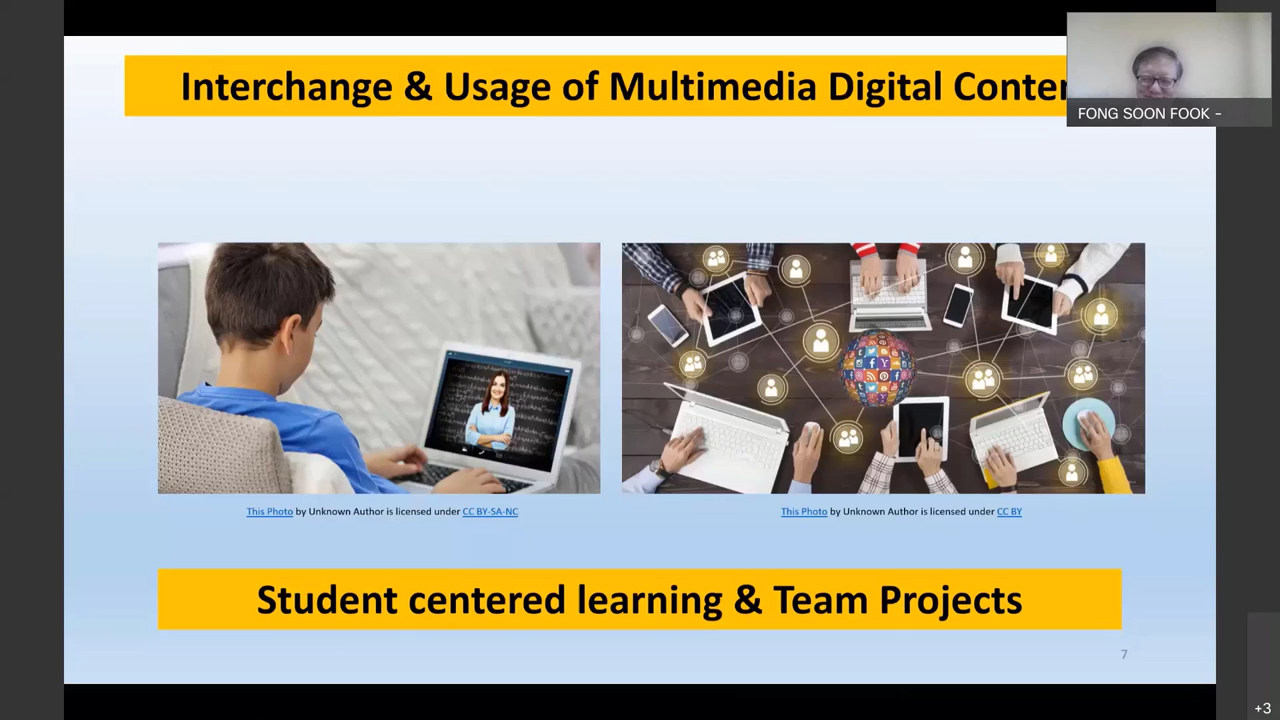 Interchange & Usage of Multimedia Digital Conten
FONG SOON FOOK -
This Photo by Unknown Author is licensed under CC BY-SA-NC
This Photo by Unknown Author is licensed under CC BY
Student centered learning & Team Projects
7
+3